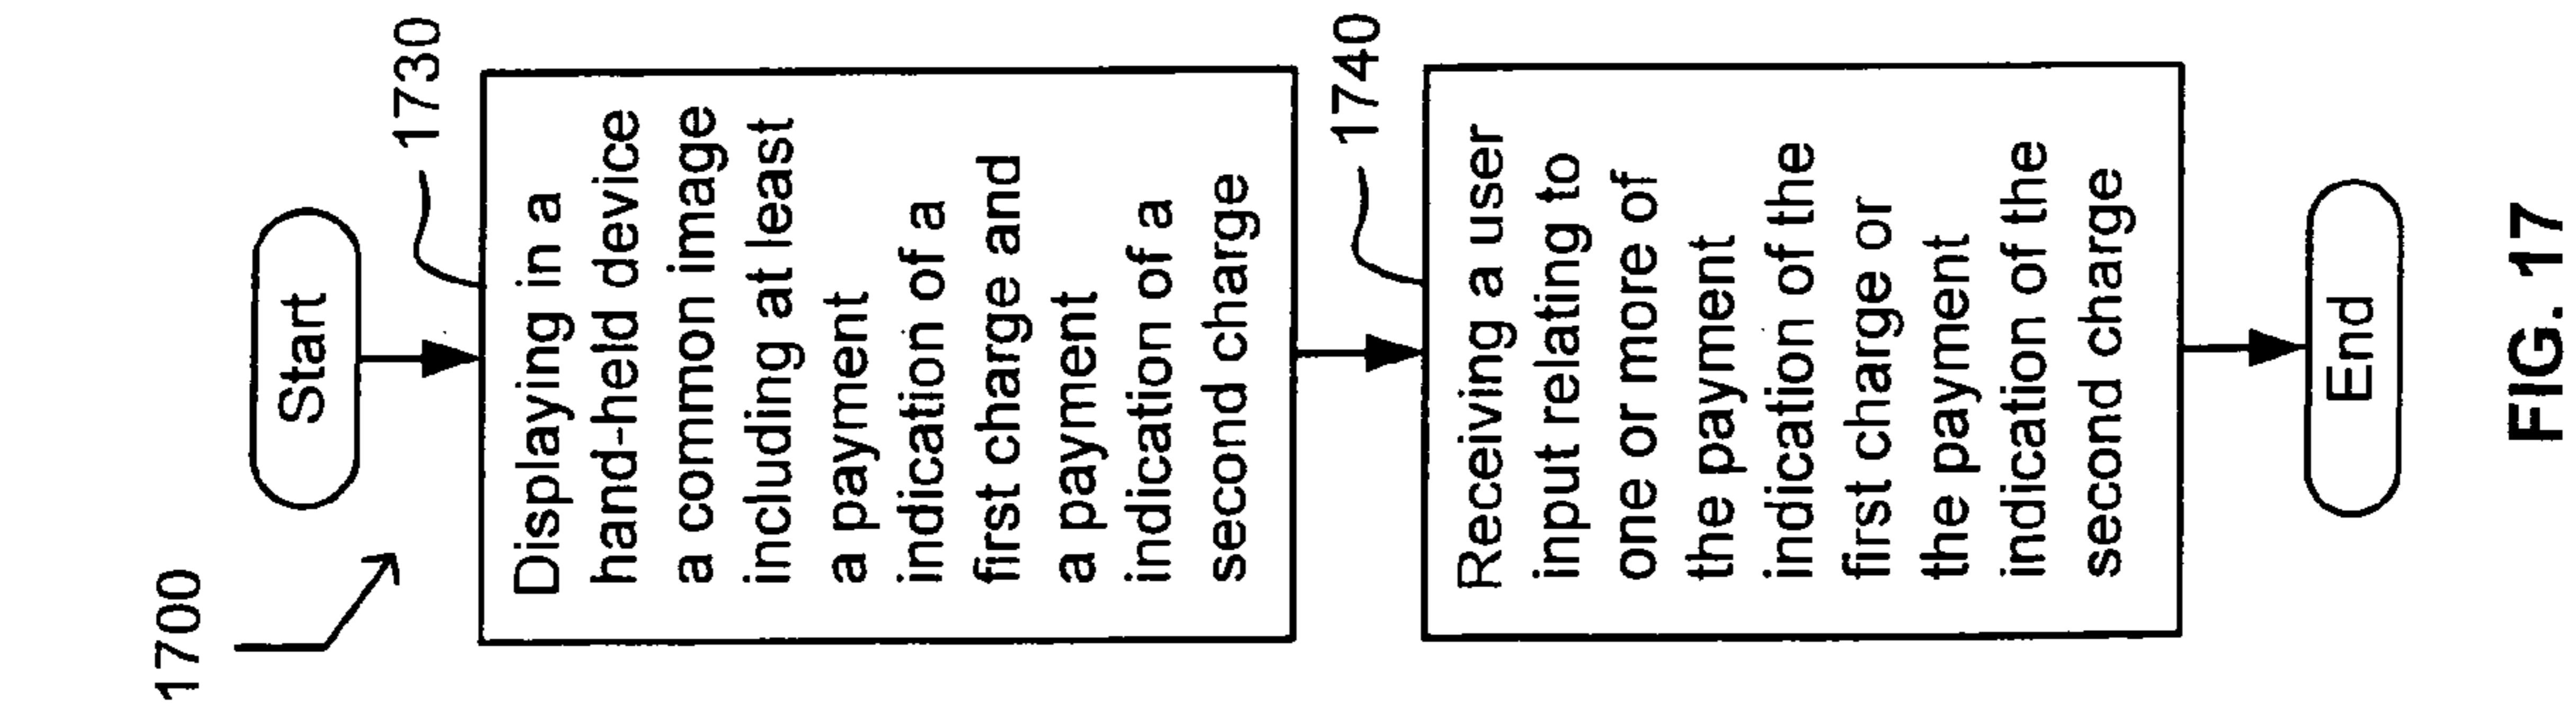 1700
Start
1730
Displaying in a
hand-held device
a common image
including at least
a payment
indication of a
first charge and
a payment
indication of a
second charge
1740
Receiving a user
input relating to
one or more of
the payment
indication of the
first charge or
the payment
indication of the
second charge
End
FIG. 17